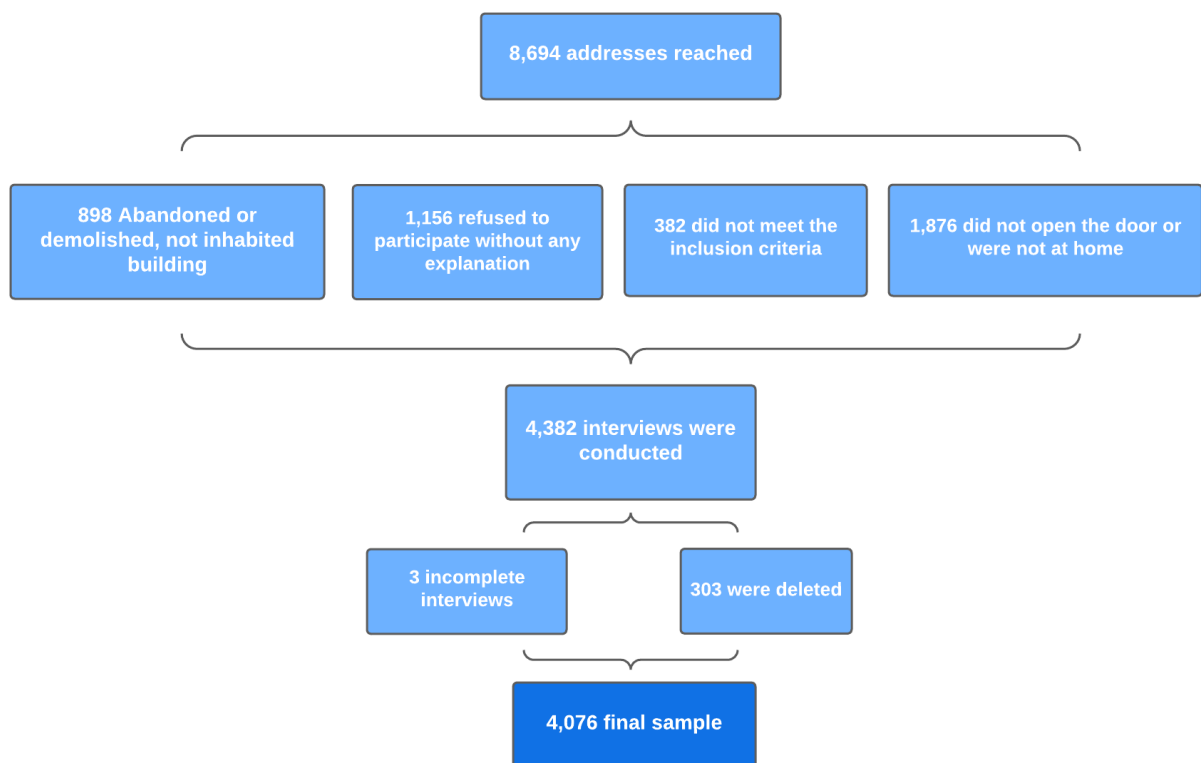 8,694 addresses reached
898 Abandoned or
demolished, not inhabited
building
1,156 refused to
participate without any
explanation
382 did not meet the
inclusion criteria
1,876 did not open the door or
were not at home
4,382 interviews were
conducted
3 incomplete
interviews
303 were deleted
4,076 final sample